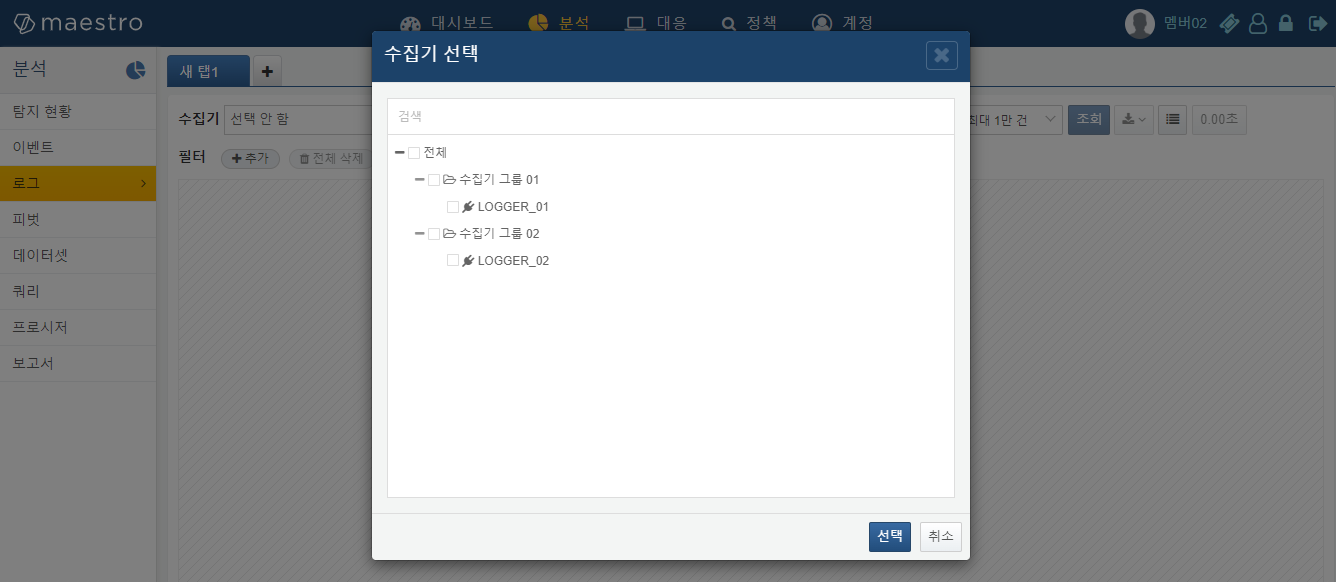 maestro
대시보드
분석
대응
정책
계정
멤버02
분석
탐지 현황
이벤트
로그
피벗
데이터셋
쿼리
프로시저
보고서
새 탭1
수집기 선택 안 함
최대 1만 건
조회
0.00초
필터
추가
전체 삭제
수집기 선택
검색
전체
수집기 그룹 01
LOGGER_01
수집기 그룹 02
LOGGER_02
선택
취소